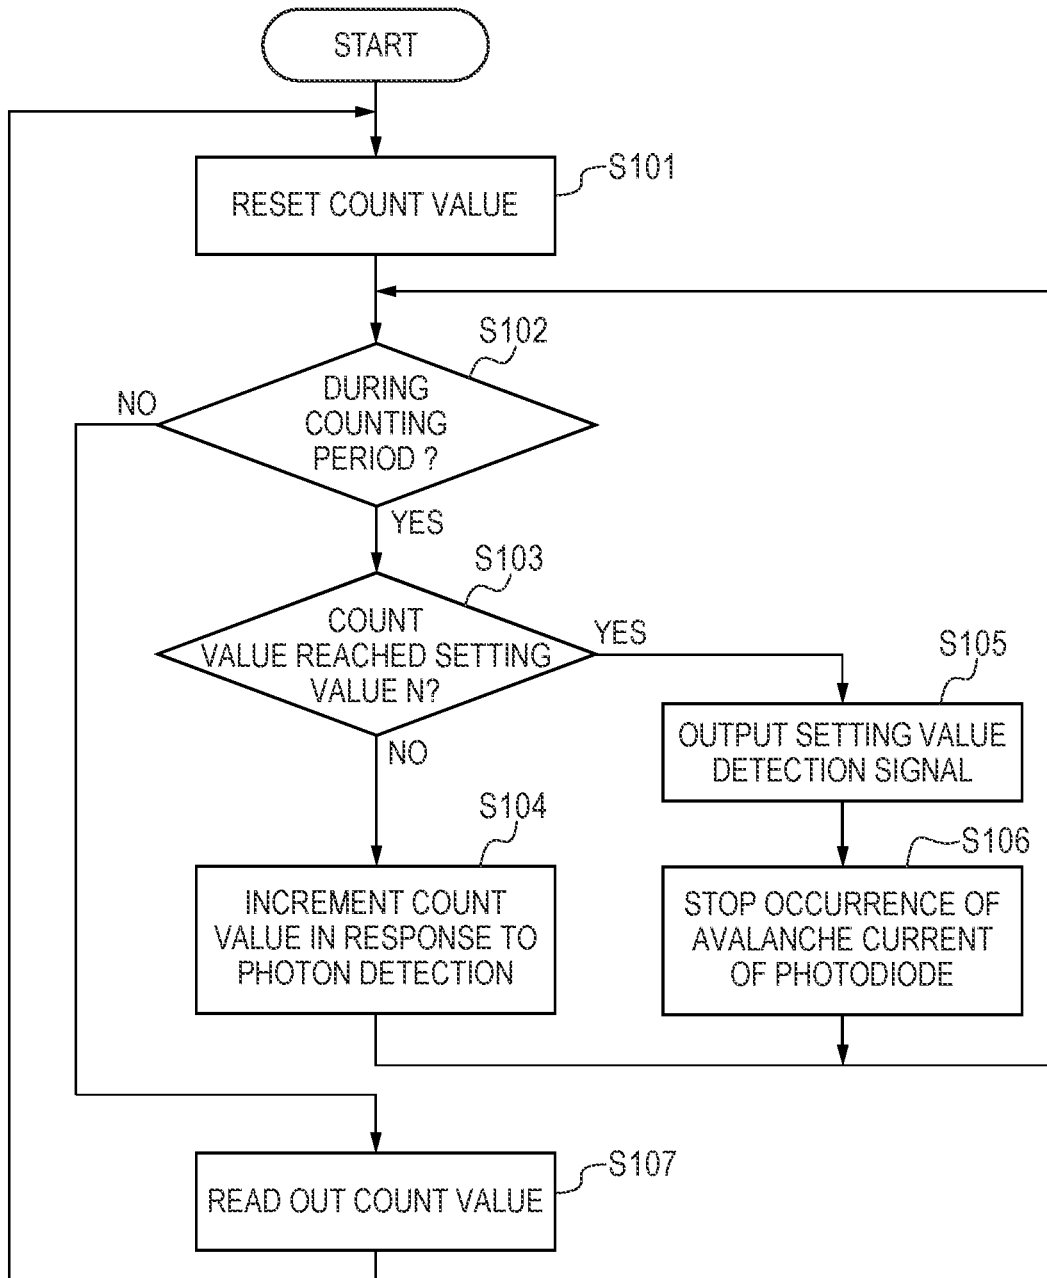 START
S101
RESET COUNT VALUE
S102
NO
DURING
COUNTING
PERIOD ?
YES
S103
COUNT
VALUE REACHED SETTING
VALUE N?
YES
NO
S105
OUTPUT SETTING VALUE
DETECTION SIGNAL
S104
INCREMENT COUNT
VALUE IN RESPONSE TO
PHOTON DETECTION
S106
STOP OCCURRENCE OF
AVALANCHE CURRENT
OF PHOTODIODE
S107
READ OUT COUNT VALUE